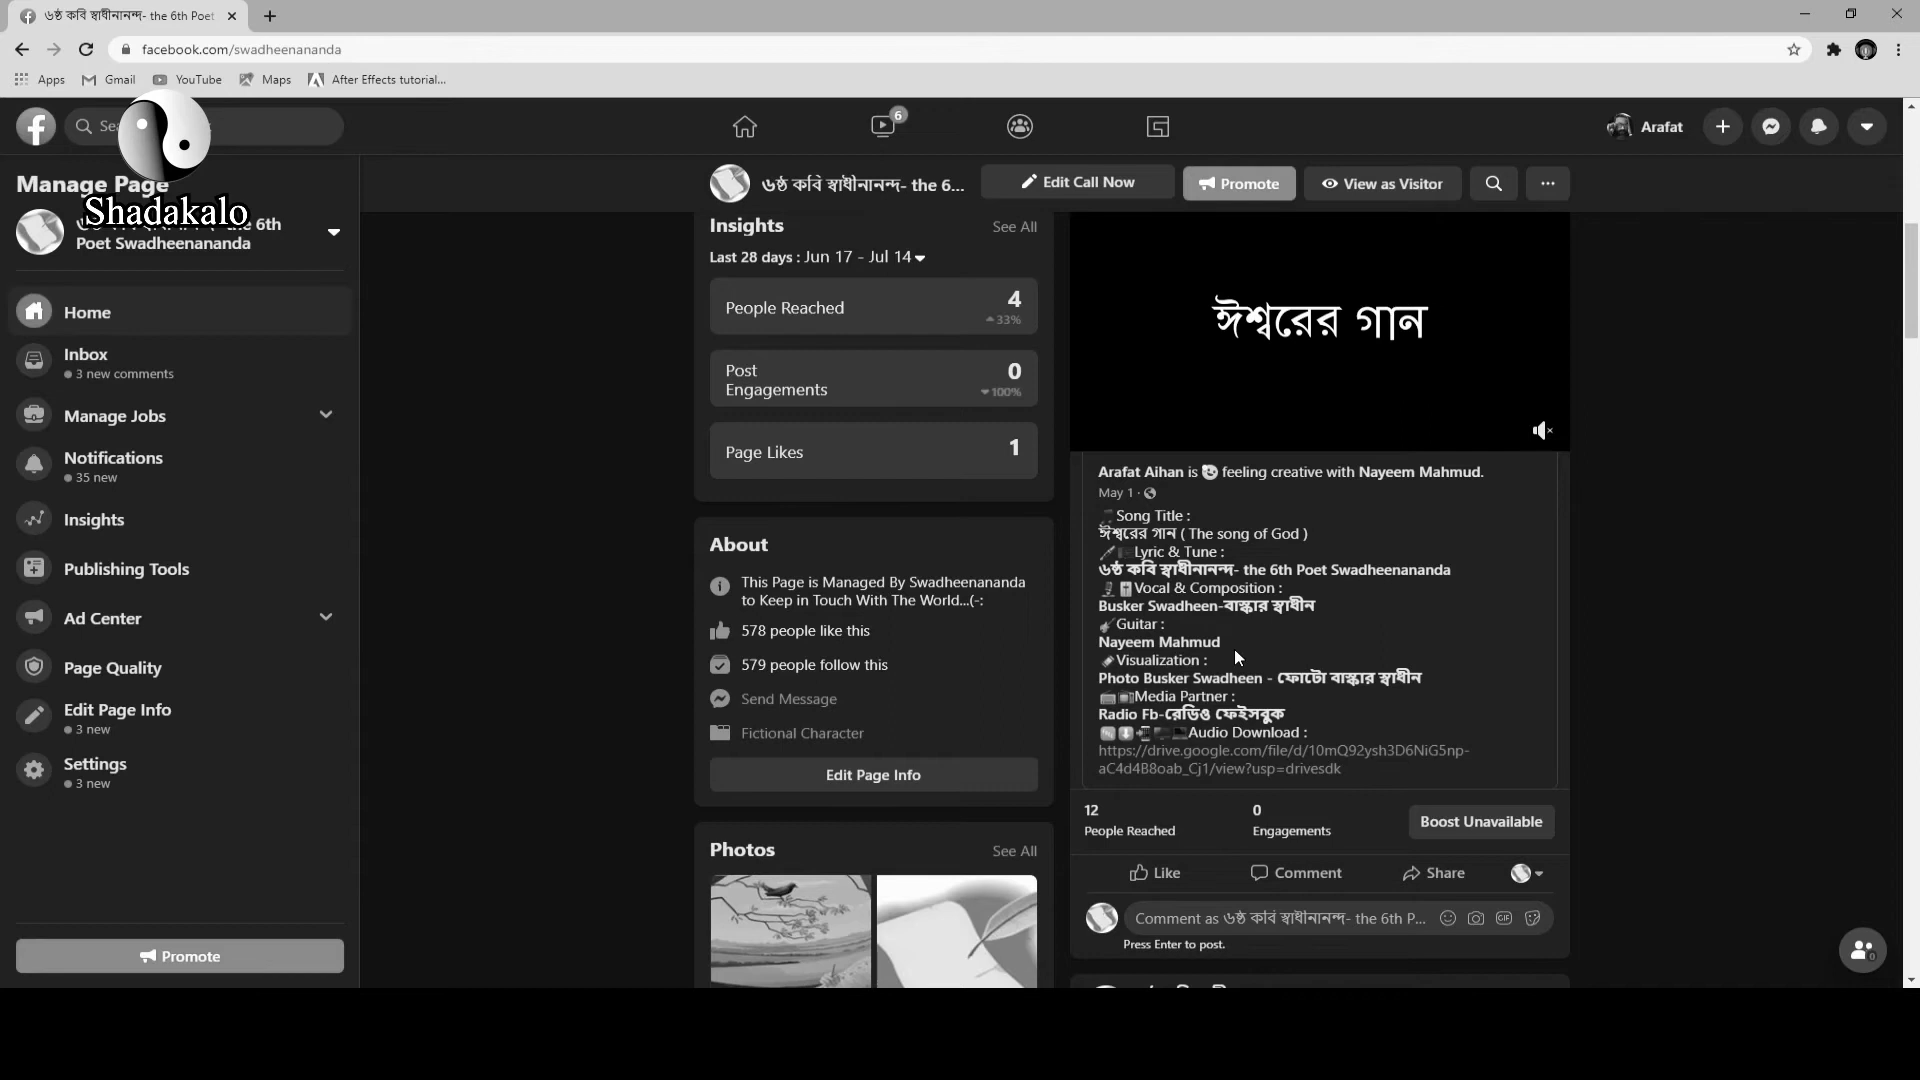 ৬ষ্ঠ কবি স্বাধীনানন্দ- the 6th Poet
facebook.com/swadheenananda
Apps
Gmail
YouTube
Maps
After Effects tutorial...
6
Arafat
Manage Page
Shadakalo
the 6th
Poet Swadheenananda
৬ষ্ঠ কবি স্বাধীনানন্দ- the 6...
Edit Call Now
Promote
View as Visitor
Home
Inbox
3 new comments
Manage Jobs
Notifications
35 new
Insights
Publishing Tools
Ad Center
Page Quality
Edit Page Info
3 new
Settings
3 new
Promote
Insights
See All
Last 28 days : Jun 17 - Jul 14
People Reached
4
33%
Post
Engagements
0
100%
Page Likes
1
About
This Page is Managed By Swadheenananda
to Keep in Touch With The World...(-:
578 people like this
579 people follow this
Send Message
Fictional Character
Edit Page Info
Photos
See All
ঈশ্বরের গান
Arafat Aihan is feeling creative with Nayeem Mahmud.
May 1
Song Title :
ঈশ্বরের গান ( The song of God )
Lyric & Tune :
৬ষ্ঠ কবি স্বাধীনানন্দ- the 6th Poet Swadheenananda
Vocal & Composition :
Busker Swadheen-বাস্কার স্বাধীন
Guitar :
Nayeem Mahmud
Visualization :
Photo Busker Swadheen - ফোটো বাস্কার স্বাধীন
Media Partner :
Radio Fb-রেডিও ফেইসবুক
Audio Download :
https://drive.google.com/file/d/10mQ92ysh3D6NiG5np-
aC4d4B8oab_Cj1/view?usp=drivesdk
12
People Reached
0
Engagements
Boost Unavailable
Like
Comment
Share
Comment as ৬ষ্ঠ কবি স্বাধীনানন্দ- the 6th P...
GIF
Press Enter to post.
0